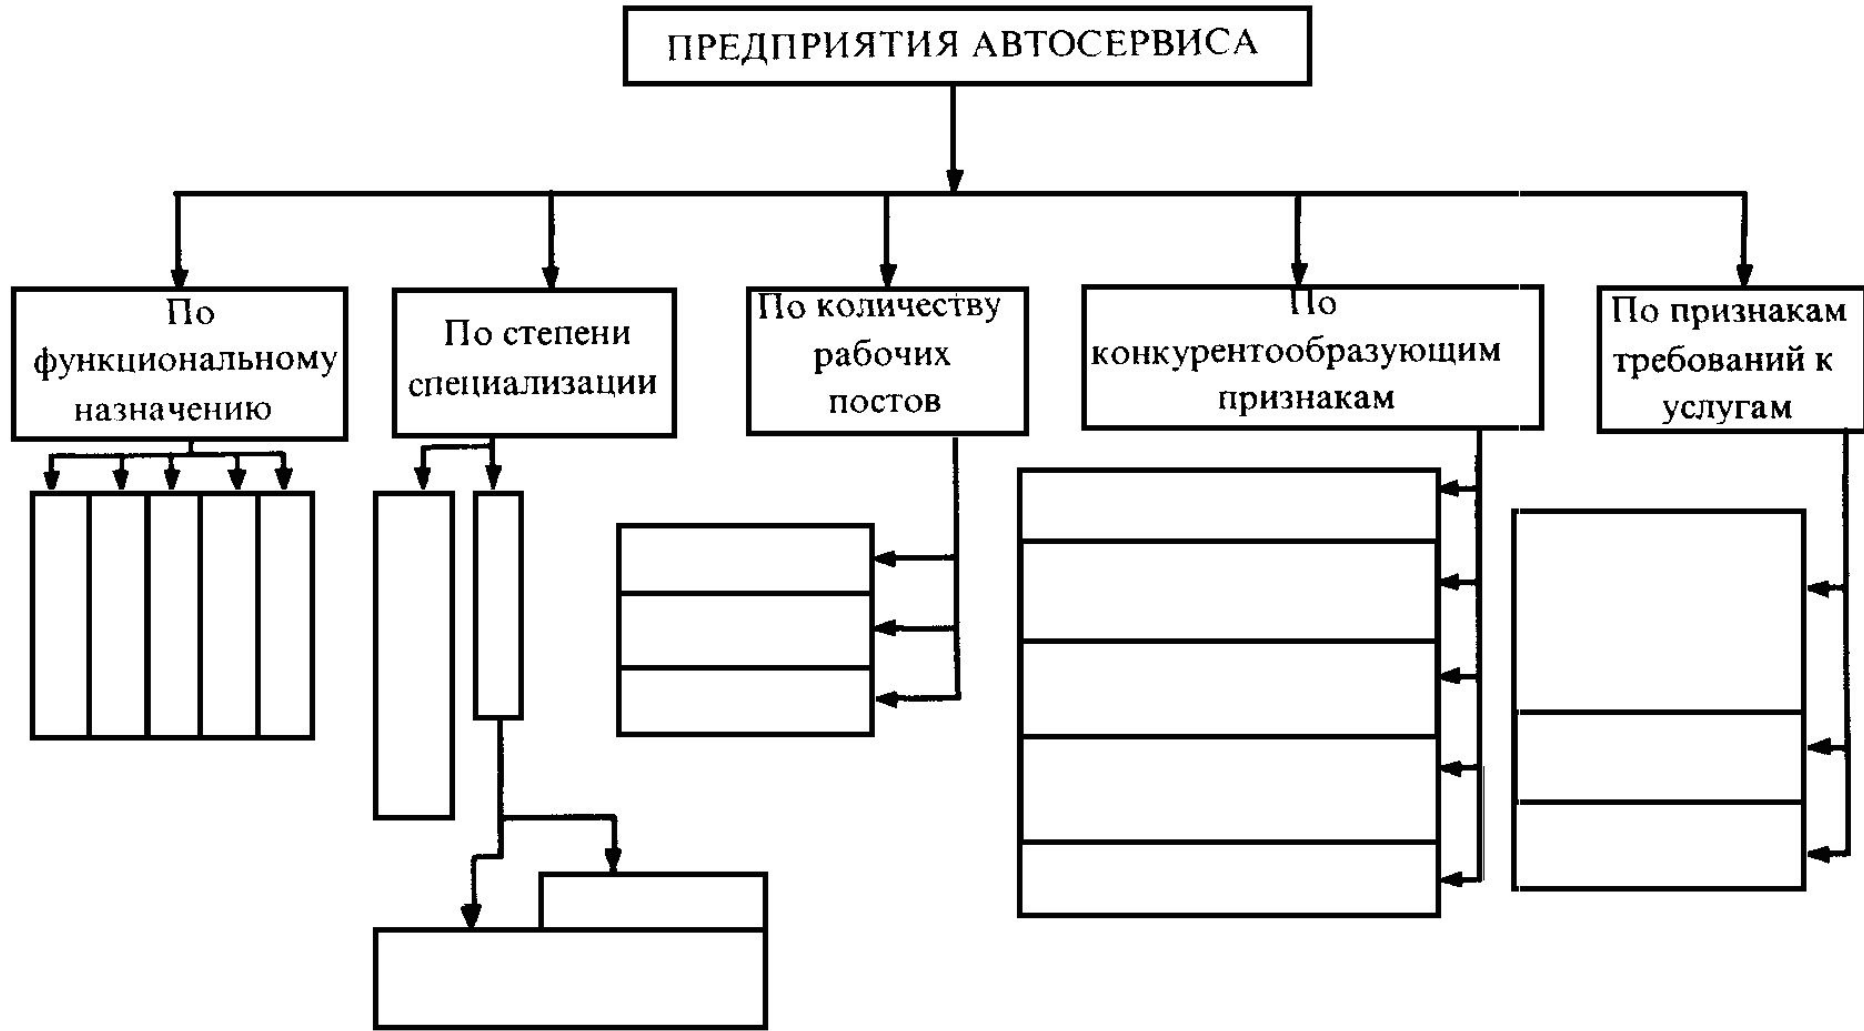 ПРЕДПРИЯТИЯ АВТОСЕРВИСА
По
функциональному
назначению
По степени
специализации
По количеству
рабочих
постов
По
конкурентообразующим
признакам
По признакам
требований к
услугам